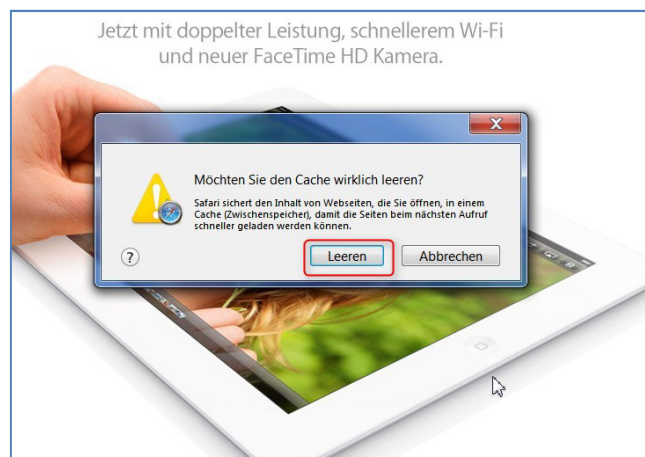 Jetzt mit doppelter Leistung, schnellerem Wi-Fi
und neuer FaceTime HD Kamera.
Möchten Sie den Cache wirklich leeren?
Safari sichert den Inhalt von Webseiten, die Sie öffnen, in einem
Cache (Zwischenspeicher), damit die Seiten beim nächsten Aufruf
schneller geladen werden können.
? Leeren Abbrechen